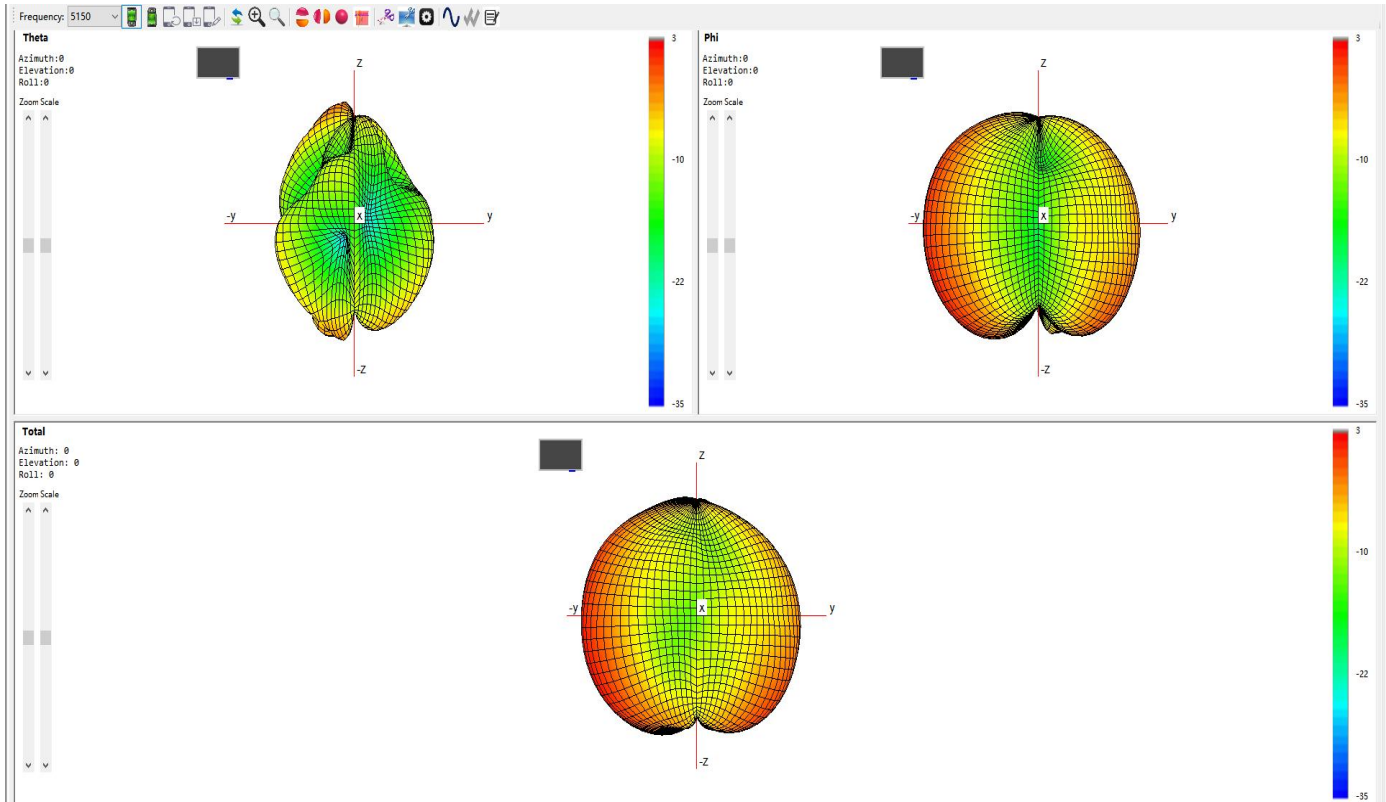 Frequency: 5150
Theta
Azimuth:0
Elevation:0
Roll:0
Zoom Scale
Z
-y
X
y
-Z
3
-10
-22
-35
Phi
Azimuth:0
Elevation:0
Roll:0
Zoom Scale
Z
-y
X
y
-Z
3
-10
-22
-35
Total
Azimuth: 0
Elevation: 0
Roll: 0
Zoom Scale
Z
-y
X
y
-Z
3
-10
-22
-35